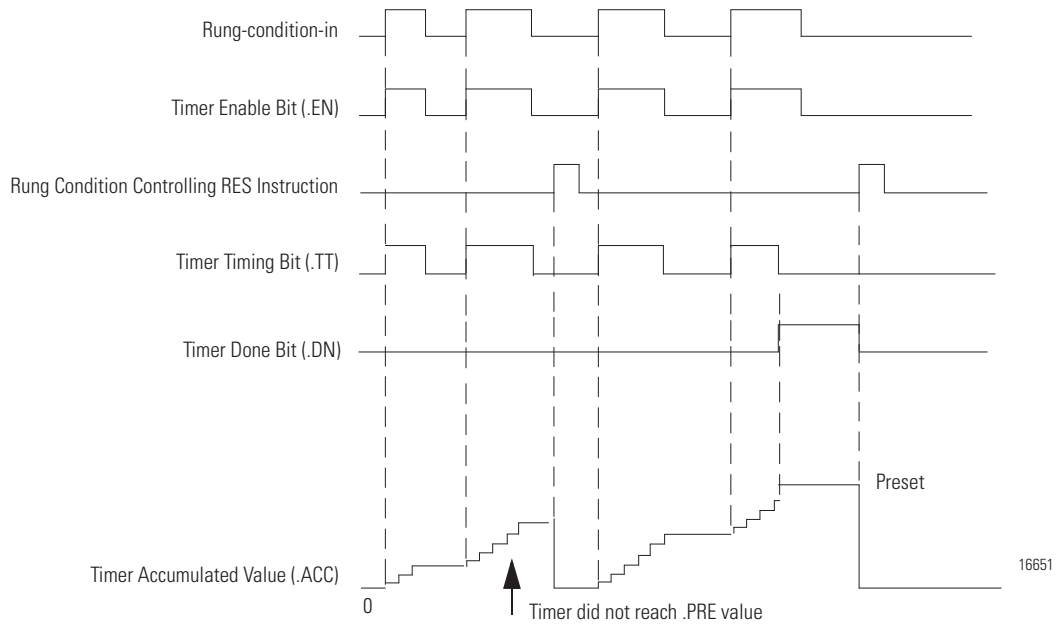 Rung-condition-in
Timer Enable Bit (.EN)
Rung Condition Controlling RES Instruction
Timer Timing Bit (.TT)
Timer Done Bit (.DN)
Preset
Timer Accumulated Value (.ACC)
16651
0
Timer did not reach .PRE value